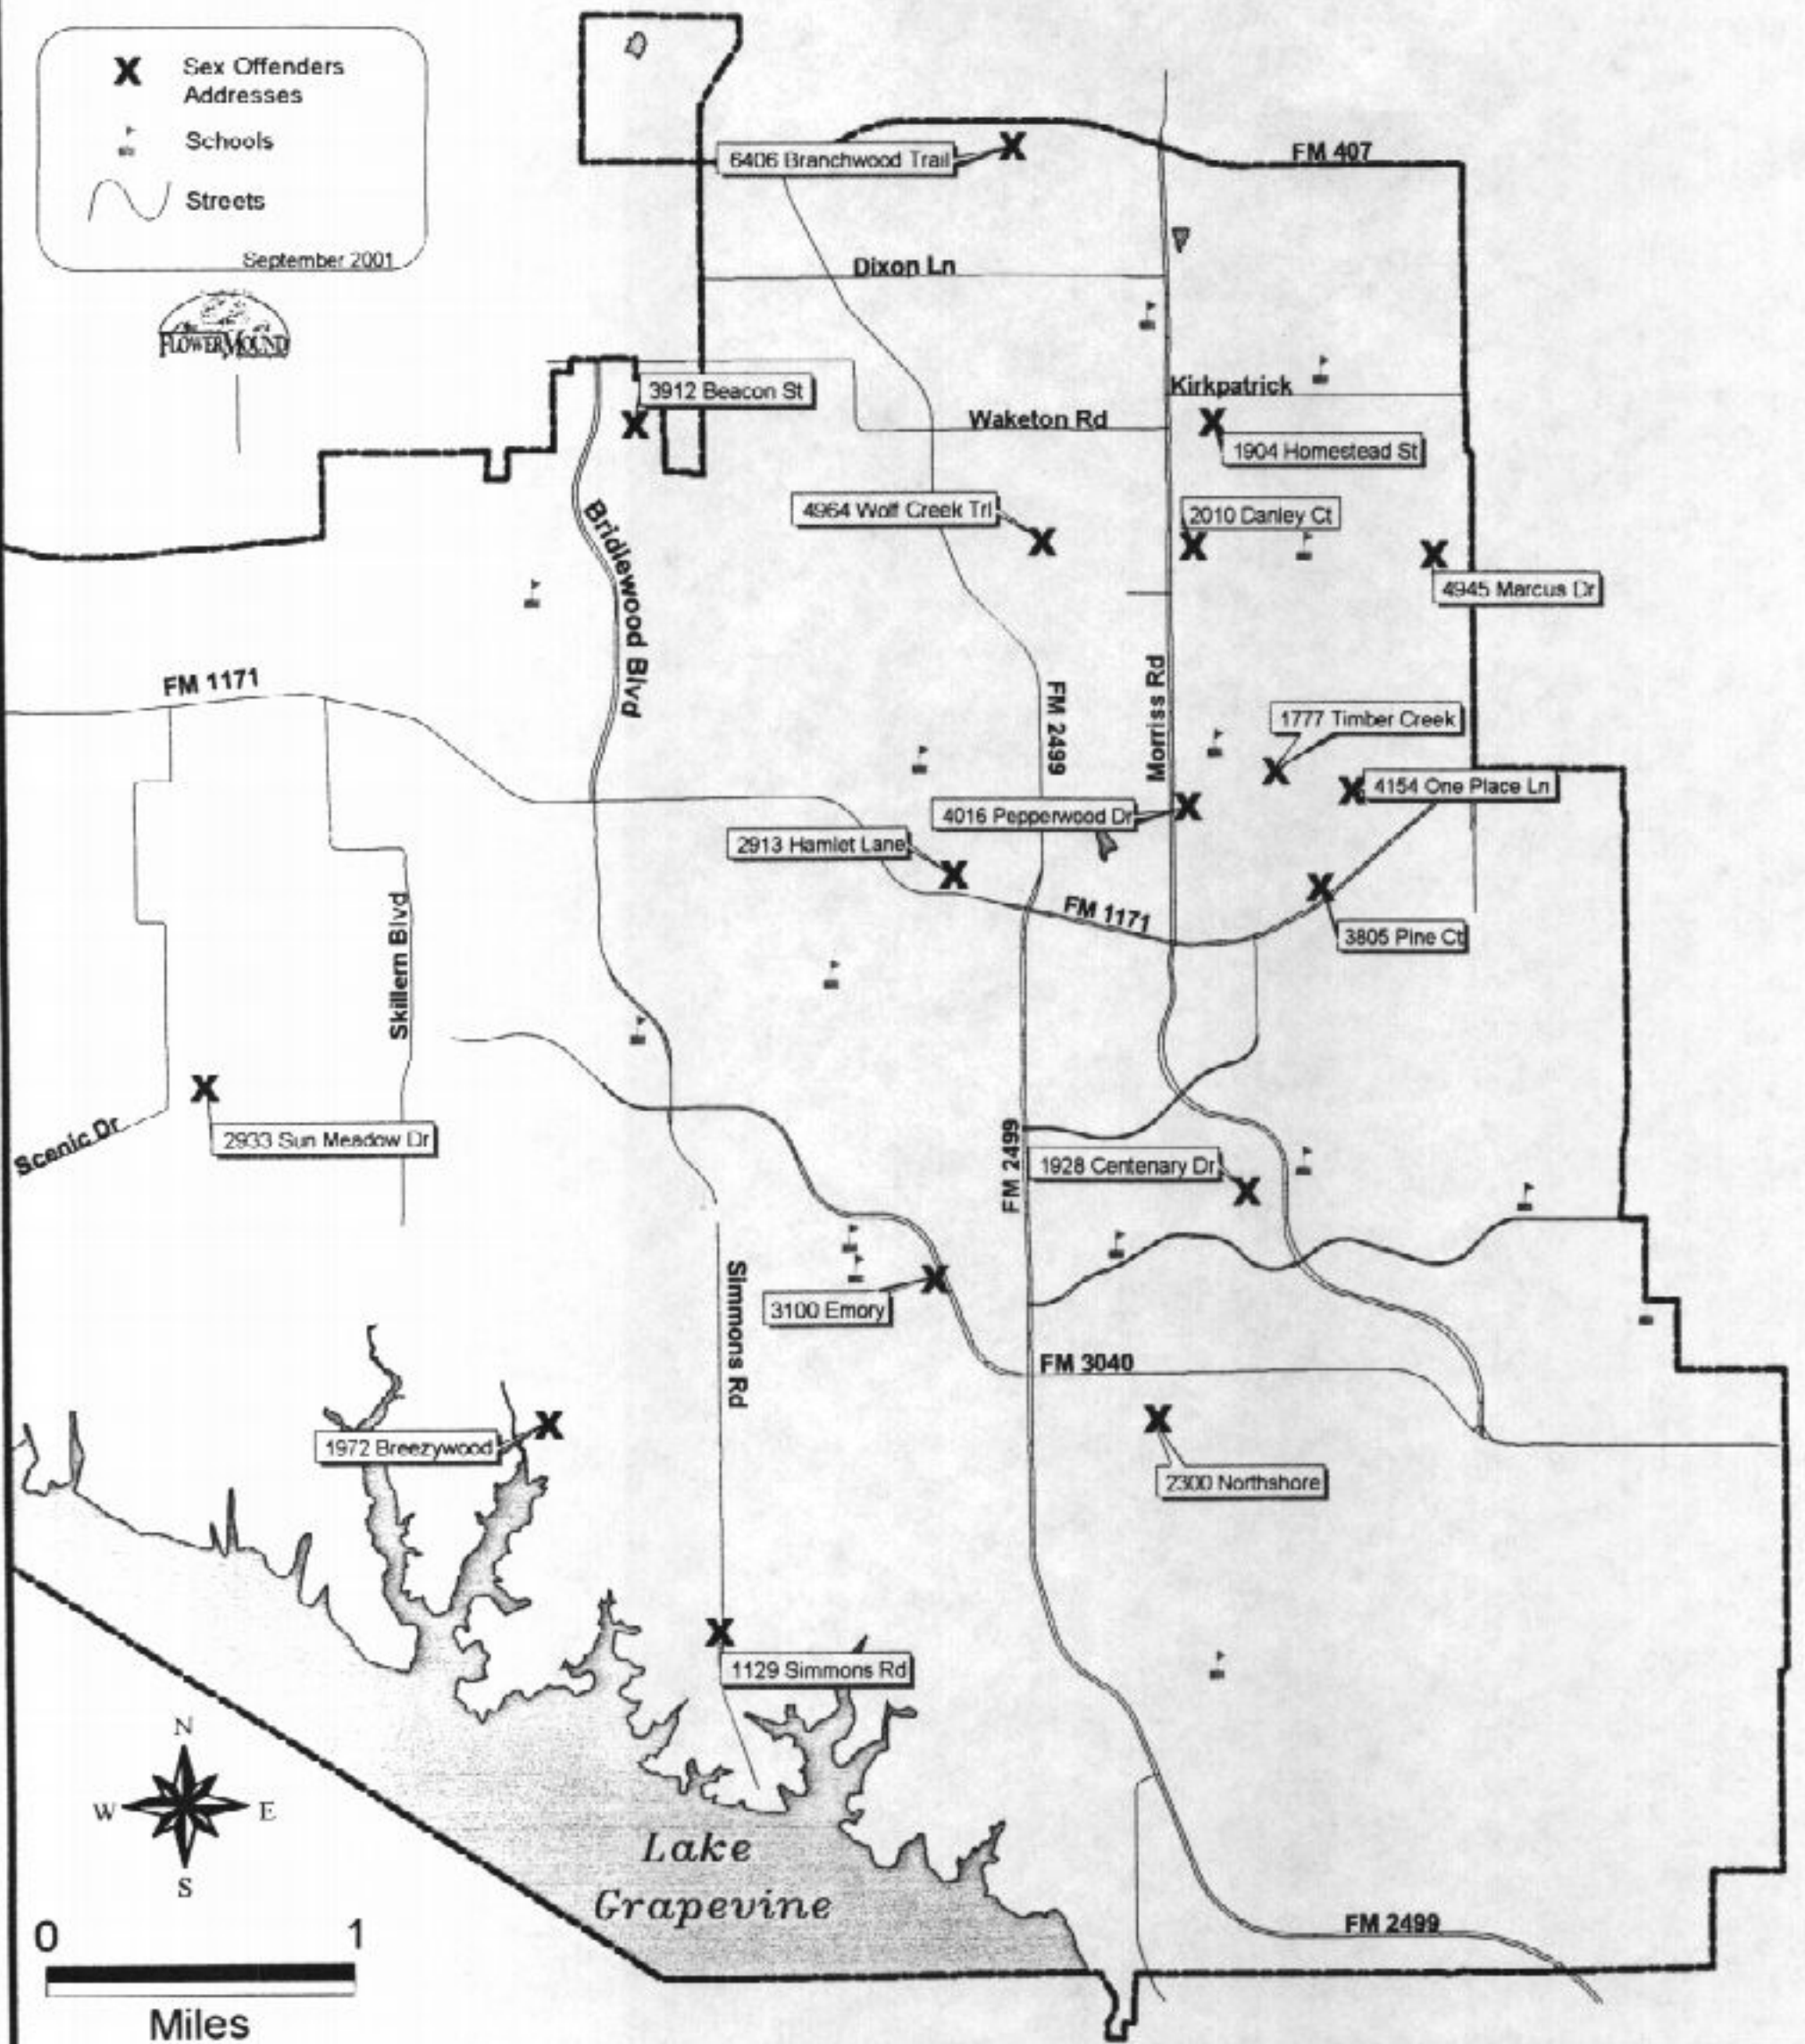 X Sex Offenders
Addresses
Schools
Streets
September 2001
FLOWER MOUND
6406 Branchwood Trail
X
FM 407
Dixon Ln
3912 Beacon St
X
Kirkpatrick
Waketon Rd
X
1904 Homestead St
4964 Wolf Creek Trl
X
2010 Danley Ct
X
X
4945 Marcus Dr
Bridlewood Blvd
FM 1171
FM 2499
Morriss Rd
1777 Timber Creek
X
X
4154 One Place Ln
4016 Pepperwood Dr
X
2913 Hamlet Lane
X
FM 1171
X
3805 Pine Ct
Skillern Blvd
X
2933 Sun Meadow Dr
Scenic Dr
FM 2499
1928 Centenary Dr
X
Simmons Rd
X
3100 Emory
FM 3040
X
1972 Breezywood
X
2300 Northshore
X
1129 Simmons Rd
N
W E
S
Lake
Grapevine
FM 2499
0 1
Miles